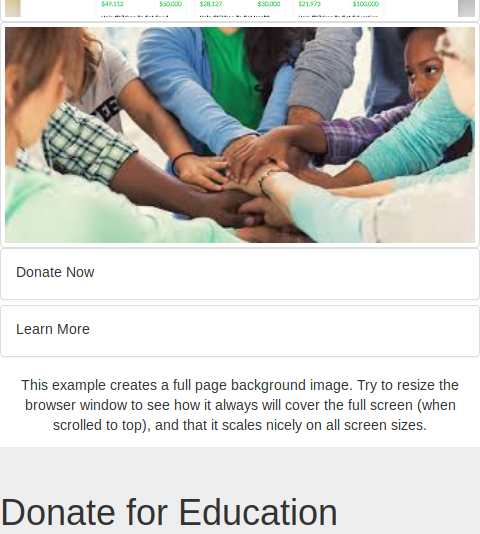 $49,112 $50,000 $28,127 $30,000 $21,973 $100,000
Donate Now
Learn More
This example creates a full page background image. Try to resize the
browser window to see how it always will cover the full screen (when
scrolled to top), and that it scales nicely on all screen sizes.
Donate for Education